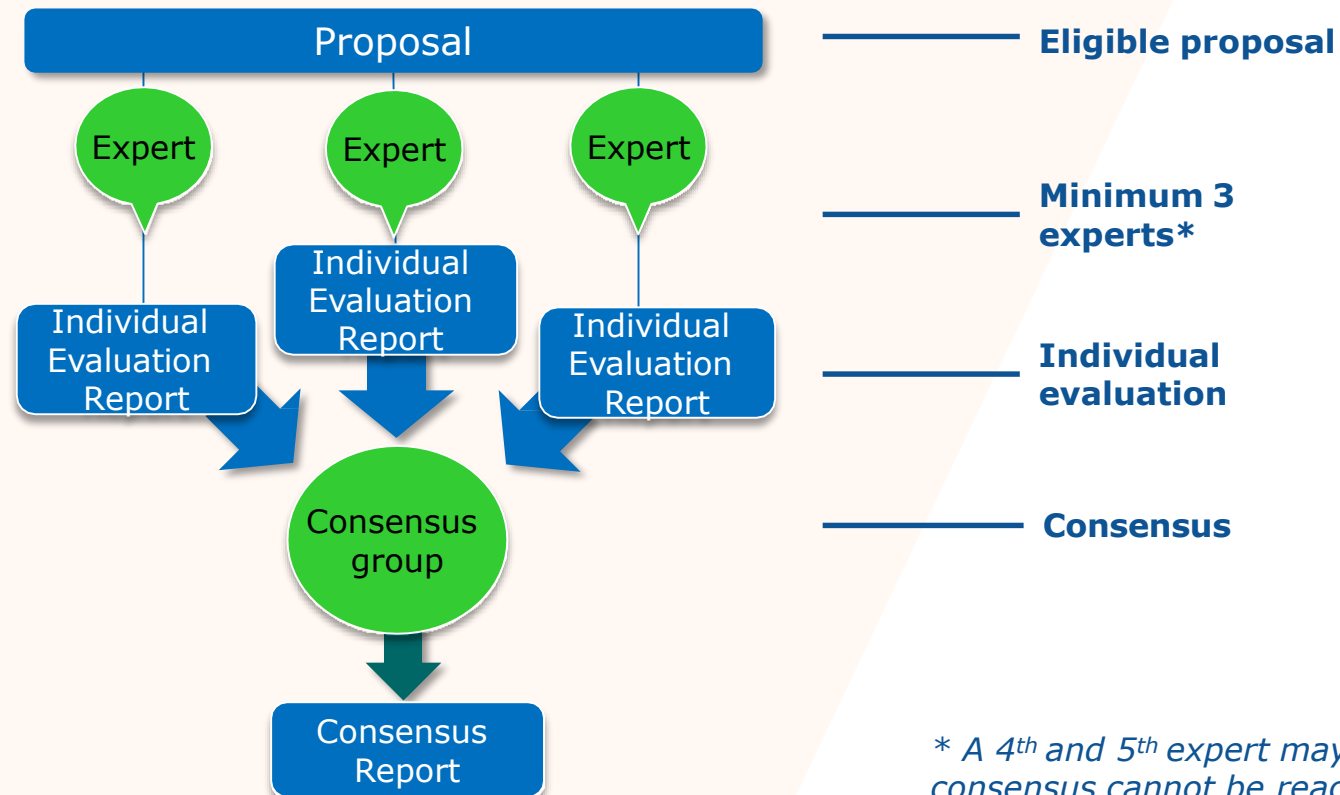 Proposal
Eligible proposal
Expert
Expert
Expert
Minimum 3
experts*
Individual
Evaluation
Report
Individual
Evaluation
Report
Individual
Evaluation
Report
Individual
evaluation
Consensus
group
Consensus
Consensus
Report
* A 4th and 5th expert may
consensus cannot be